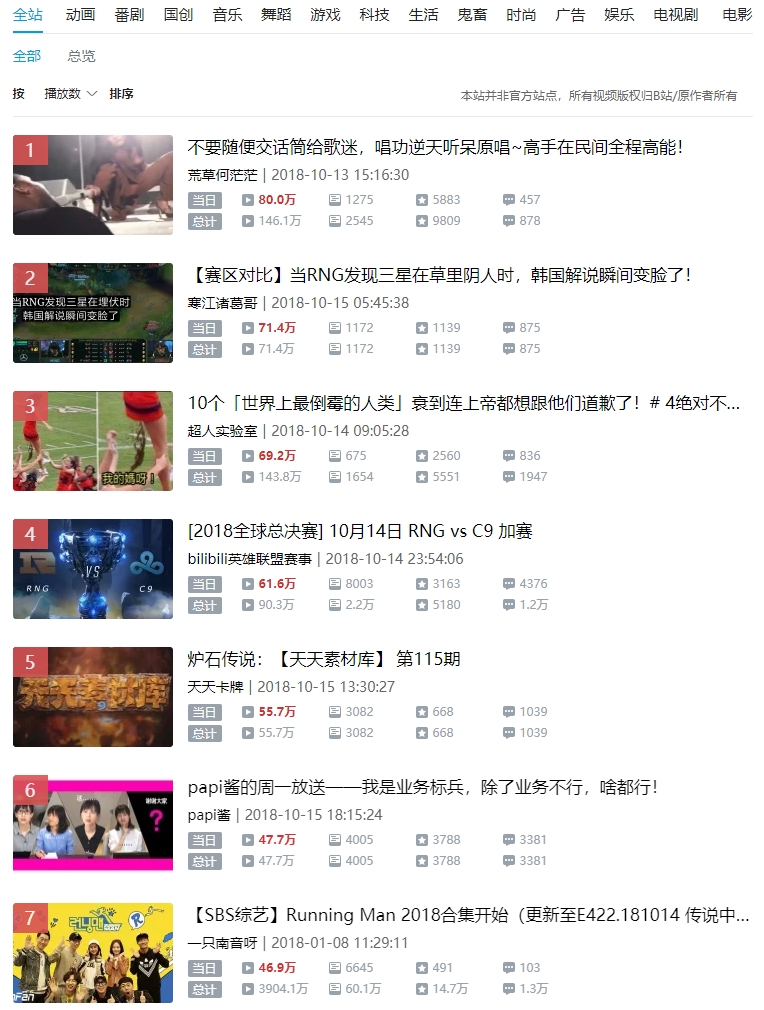 全站 动画 番剧 国创 音乐 舞蹈 游戏 科技 生活 鬼畜 时尚 广告 娱乐 电视剧 电影
全部 总览
按 播放数 排序 本站并非官方站点，所有视频版权归B站/原作者所有
1
不要随便交话筒给歌迷，唱功逆天听呆原唱~高手在民间全程高能！
荒草何茫茫 | 2018-10-13 15:16:30
当日 80.0万 1275 5883 457
总计 146.1万 2545 9809 878
2
当RNG发现三星在埋伏时
韩国解说瞬间变脸了
【赛区对比】当RNG发现三星在草里阴人时，韩国解说瞬间变脸了！
寒江诸葛哥 | 2018-10-15 05:45:38
当日 71.4万 1172 1139 875
总计 71.4万 1172 1139 875
3
我的媽呀！
10个「世界上最倒霉的人类」衰到连上帝都想跟他们道歉了！# 4绝对不...
超人实验室 | 2018-10-14 09:05:28
当日 69.2万 675 2560 836
总计 143.8万 1654 5551 1947
4
VS
RNG C9
[2018全球总决赛] 10月14日 RNG vs C9 加赛
bilibili英雄联盟赛事 | 2018-10-14 23:54:06
当日 61.6万 8003 3163 4376
总计 90.3万 2.2万 5180 1.2万
5
天天素材库
炉石传说：【天天素材库】 第115期
天天卡牌 | 2018-10-15 13:30:27
当日 55.7万 3082 668 1039
总计 55.7万 3082 668 1039
6
谢谢大家
?
papi酱的周一放送——我是业务标兵，除了业务不行，啥都行！
papi酱 | 2018-10-15 18:15:24
当日 47.7万 4005 3788 3381
总计 47.7万 4005 3788 3381
7
런닝맨
R
【SBS综艺】Running Man 2018合集开始（更新至E422.181014 传说中...
一只南音呀 | 2018-01-08 11:29:11
当日 46.9万 6645 491 103
总计 3904.1万 60.1万 14.7万 1.3万